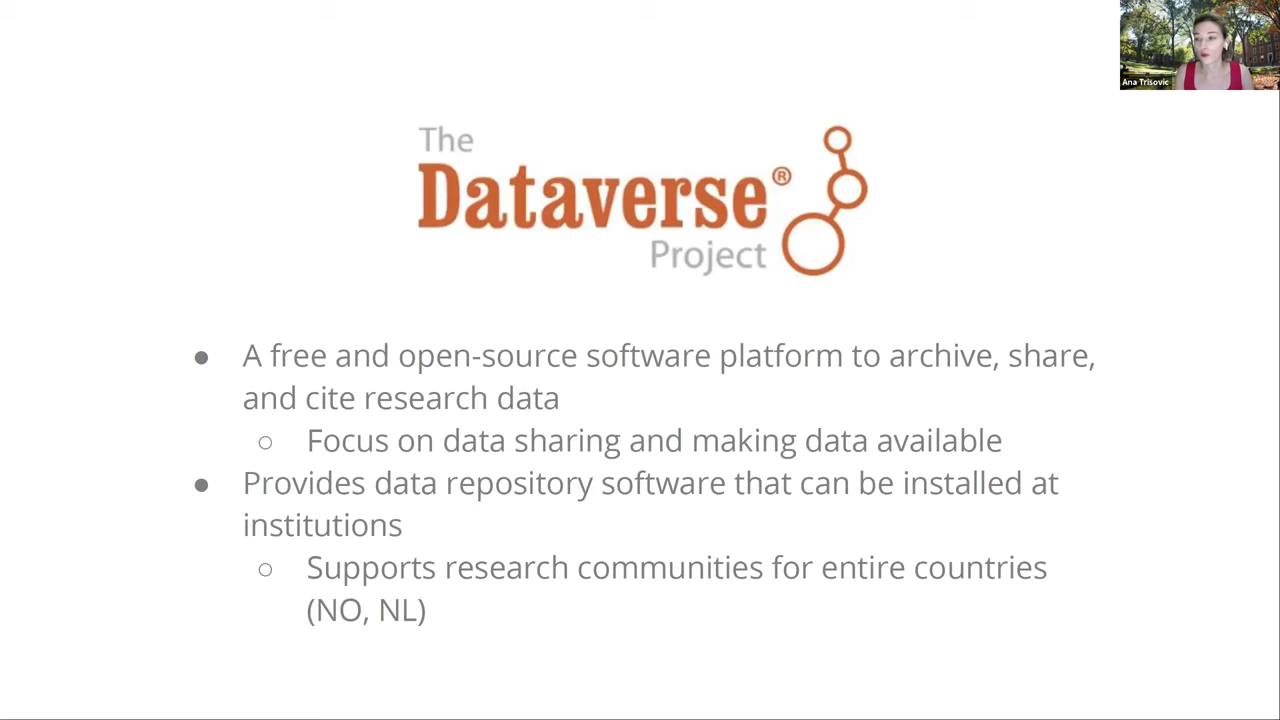 Ana Trisovic
The
Dataverse®
Project
● A free and open-source software platform to archive, share,
and cite research data
○ Focus on data sharing and making data available
● Provides data repository software that can be installed at
institutions
○ Supports research communities for entire countries
(NO, NL)